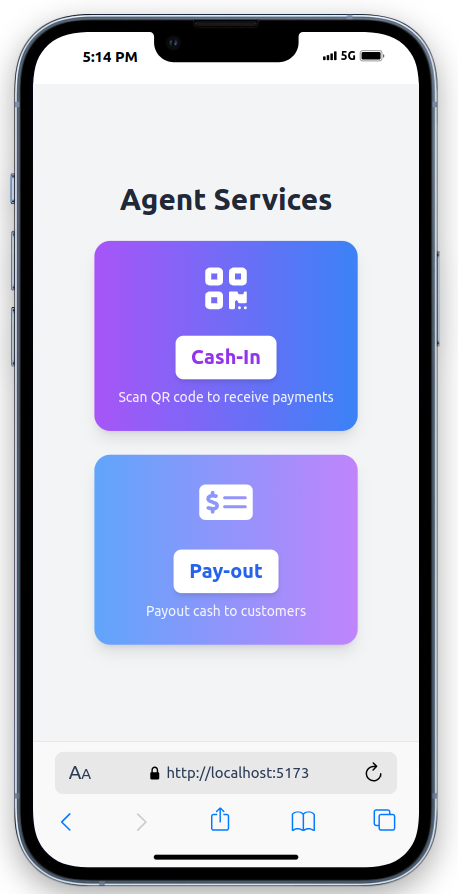 5:14 PM
5G
Agent Services
Cash-In
Scan QR code to receive payments
$
Pay-out
Payout cash to customers
AA
http://localhost:5173